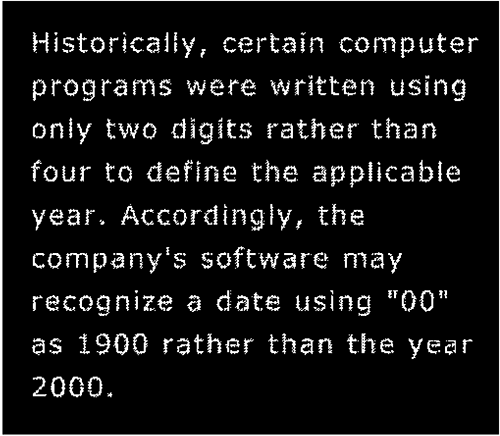 Historically, certain computer
programs were written using
only two digits rather than
four to define the applicable
year. Accordingly, the
company's software may
recognize a date using "00"
as 1900 rather than the year
2000.